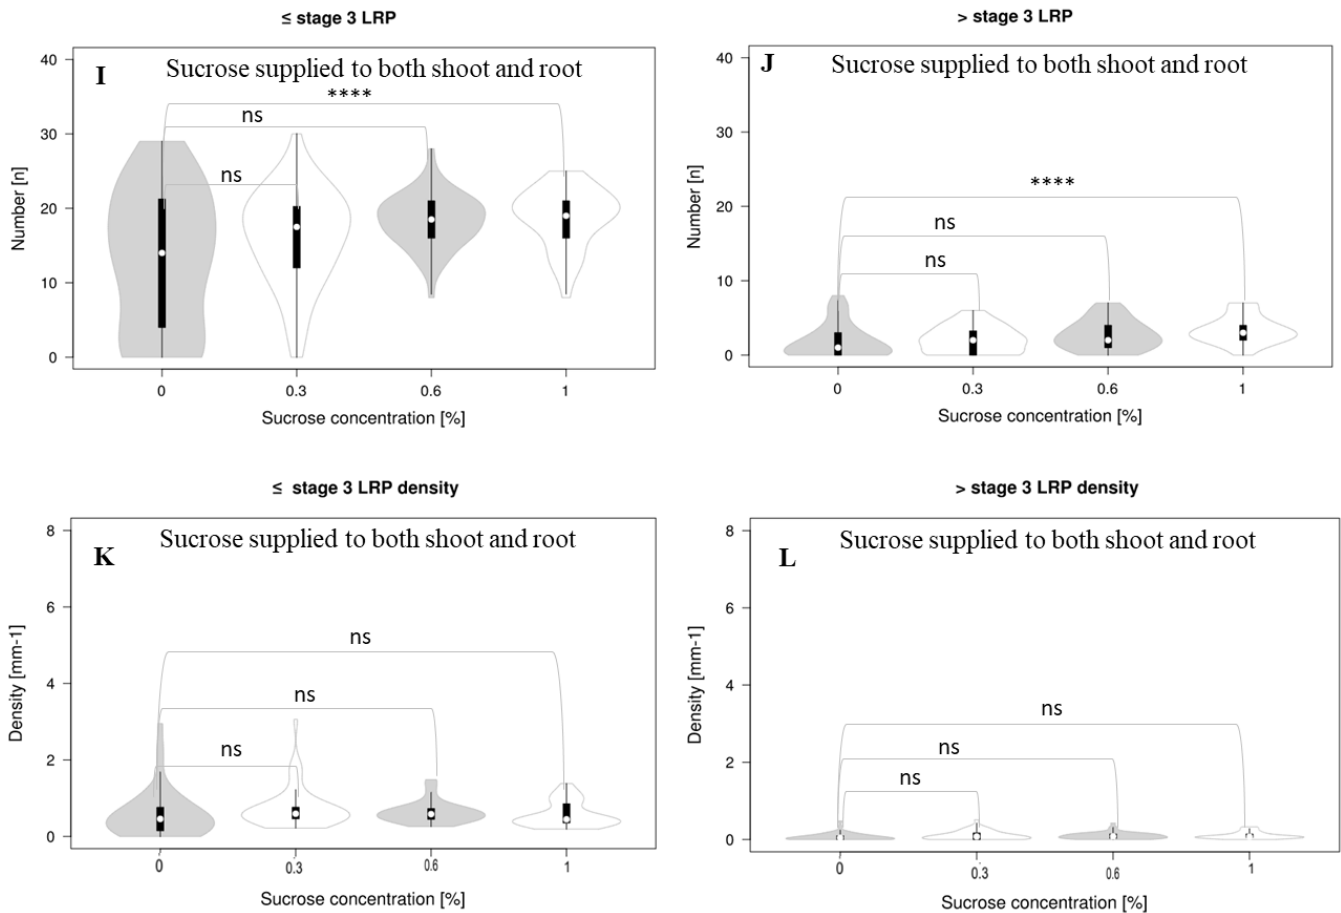 ≤ stage 3 LRP
I Sucrose supplied to both shoot and root
****
ns
ns
40
30
20
10
0
Number [n]
0 0.3 0.6 1
Sucrose concentration [%]
> stage 3 LRP
J Sucrose supplied to both shoot and root
****
ns
ns
40
30
20
10
0
Number [n]
0 0.3 0.6 1
Sucrose concentration [%]
≤ stage 3 LRP density
K Sucrose supplied to both shoot and root
ns
ns
ns
8
6
4
2
0
Density [mm-1]
0 0.3 0.6 1
Sucrose concentration [%]
> stage 3 LRP density
L Sucrose supplied to both shoot and root
ns
ns
ns
8
6
4
2
0
Density [mm-1]
0 0.3 0.6 1
Sucrose concentration [%]